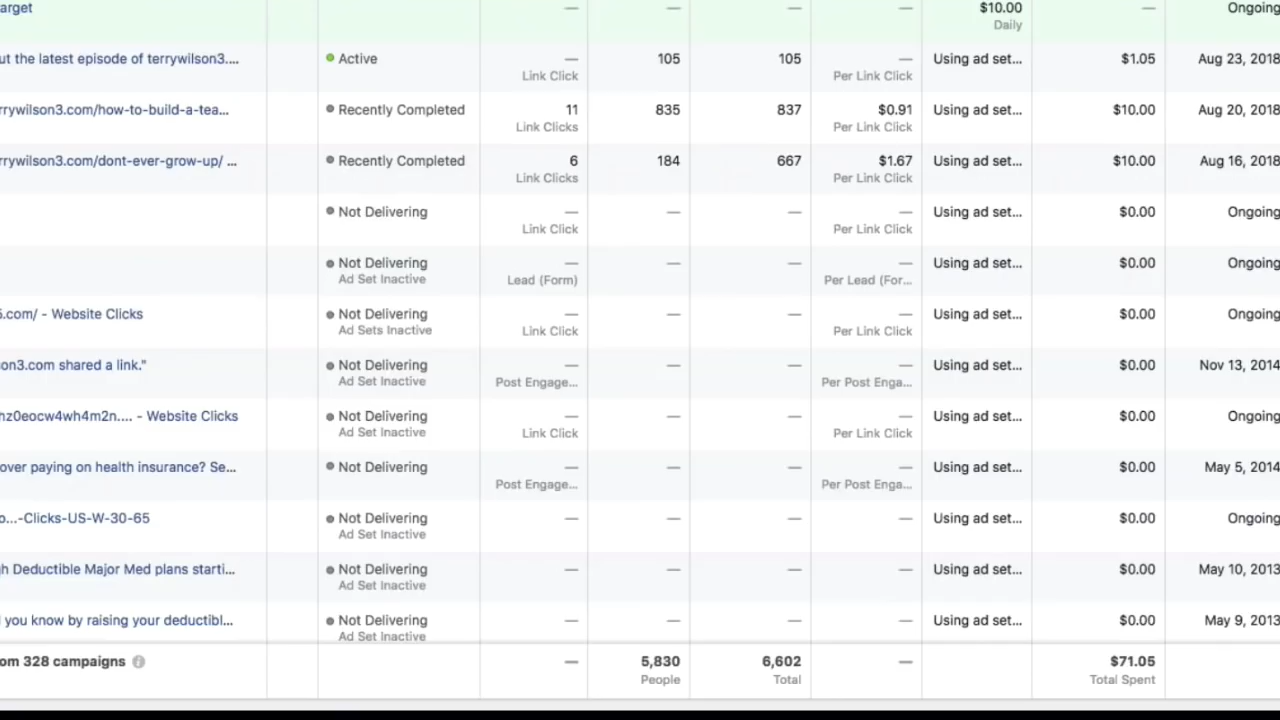 arget — — — — $10.00 — Ongoing
Daily
ut the latest episode of terrywilson3.... Active — 105 105 — Using ad set... $1.05 Aug 23, 2018
Link Click Per Link Click
rrywilson3.com/how-to-build-a-tea... Recently Completed 11 835 837 $0.91 Using ad set... $10.00 Aug 20, 2018
Link Clicks Per Link Click
rrywilson3.com/dont-ever-grow-up/ ... Recently Completed 6 184 667 $1.67 Using ad set... $10.00 Aug 16, 2018
Link Clicks Per Link Click
Not Delivering — — — — Using ad set... $0.00 Ongoing
Link Click Per Link Click
Not Delivering — — — — Using ad set... $0.00 Ongoing
Ad Set Inactive Lead (Form) Per Lead (For...
5.com/ - Website Clicks Not Delivering — — — — Using ad set... $0.00 Ongoing
Ad Sets Inactive Link Click Per Link Click
on3.com shared a link." Not Delivering — — — — Using ad set... $0.00 Nov 13, 2014
Ad Set Inactive Post Engage... Per Post Enga...
hz0eocw4wh4m2n.... - Website Clicks Not Delivering — — — — Using ad set... $0.00 Ongoing
Ad Set Inactive Link Click Per Link Click
over paying on health insurance? Se... Not Delivering — — — — Using ad set... $0.00 May 5, 2014
Post Engage... Per Post Enga...
o...-Clicks-US-W-30-65 Not Delivering — — — — Using ad set... $0.00 Ongoing
Ad Set Inactive
h Deductible Major Med plans starti... Not Delivering — — — — Using ad set... $0.00 May 10, 2013
Ad Set Inactive
you know by raising your deductibl... Not Delivering — — — — Using ad set... $0.00 May 9, 2013
Ad Set Inactive
om 328 campaigns — 5,830 6,602 — $71.05
People Total Total Spent